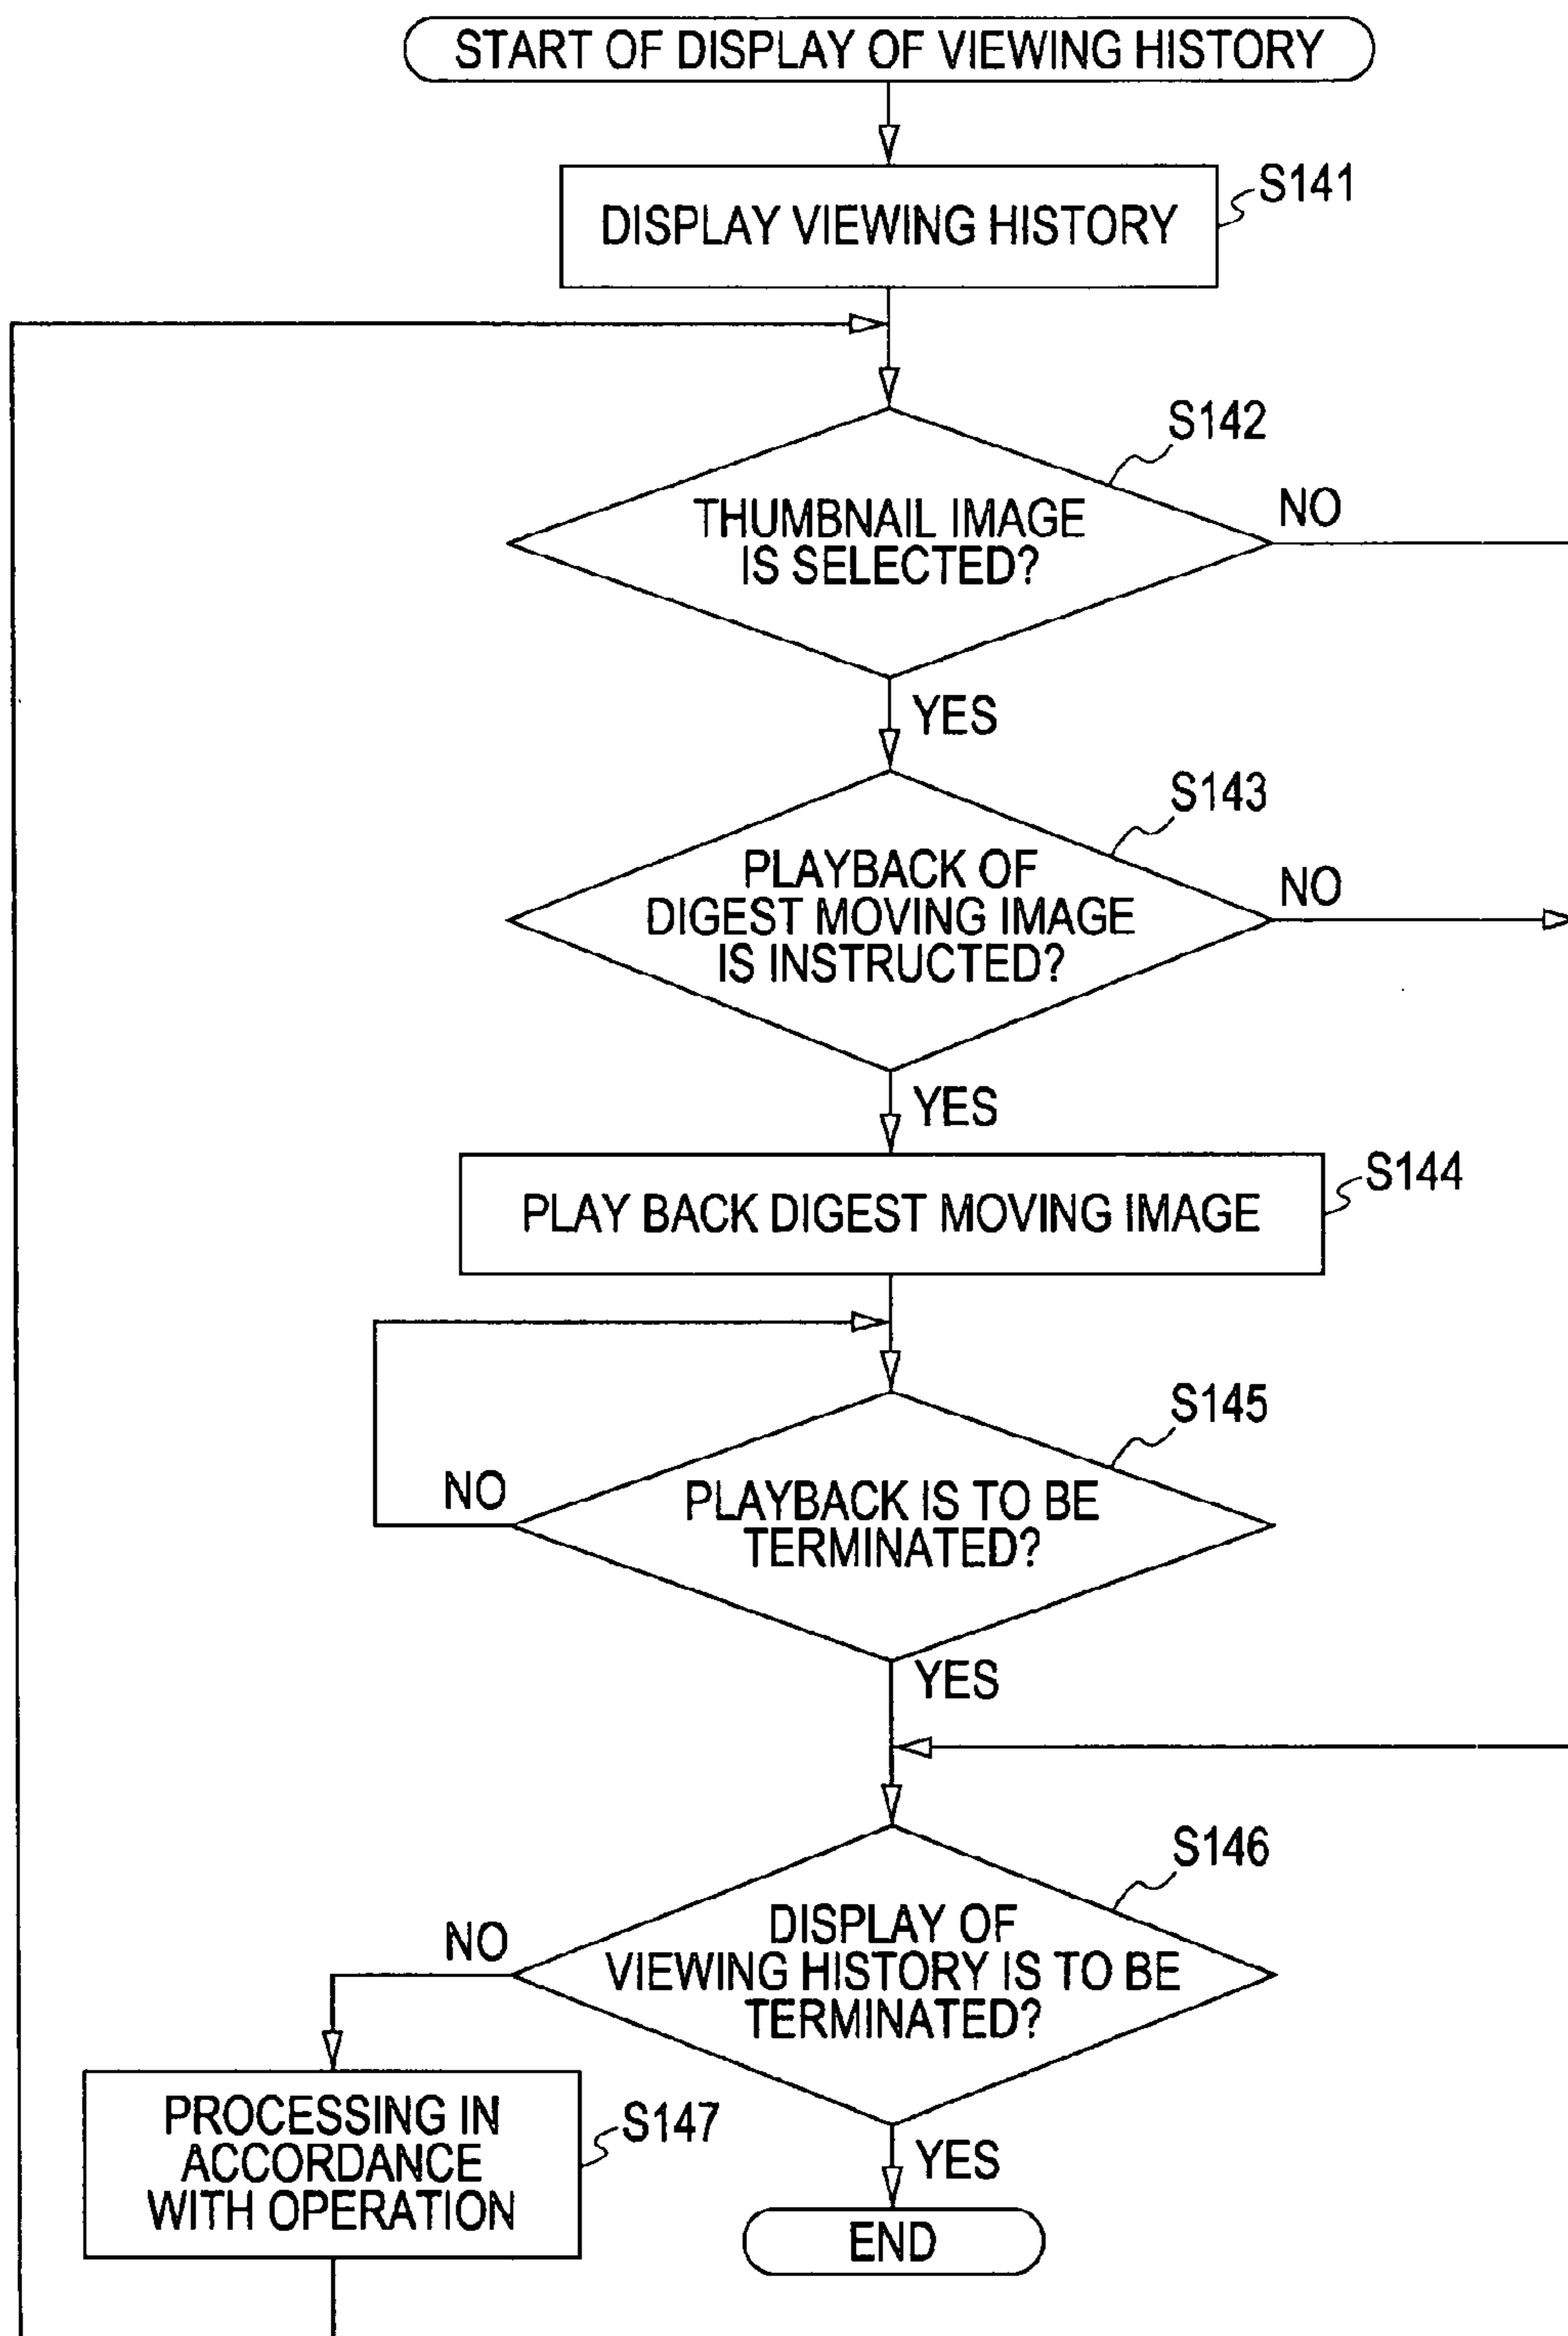 START OF DISPLAY OF VIEWING HISTORY
S141
DISPLAY VIEWING HISTORY
S142
THUMBNAIL IMAGE
IS SELECTED?
NO
YES
S143
PLAYBACK OF
DIGEST MOVING IMAGE
IS INSTRUCTED?
NO
YES
S144
PLAY BACK DIGEST MOVING IMAGE
S145
PLAYBACK IS TO BE
TERMINATED?
NO
YES
S146
DISPLAY OF
VIEWING HISTORY IS TO BE
TERMINATED?
NO
PROCESSING IN
ACCORDANCE
WITH OPERATION
S147
YES
END